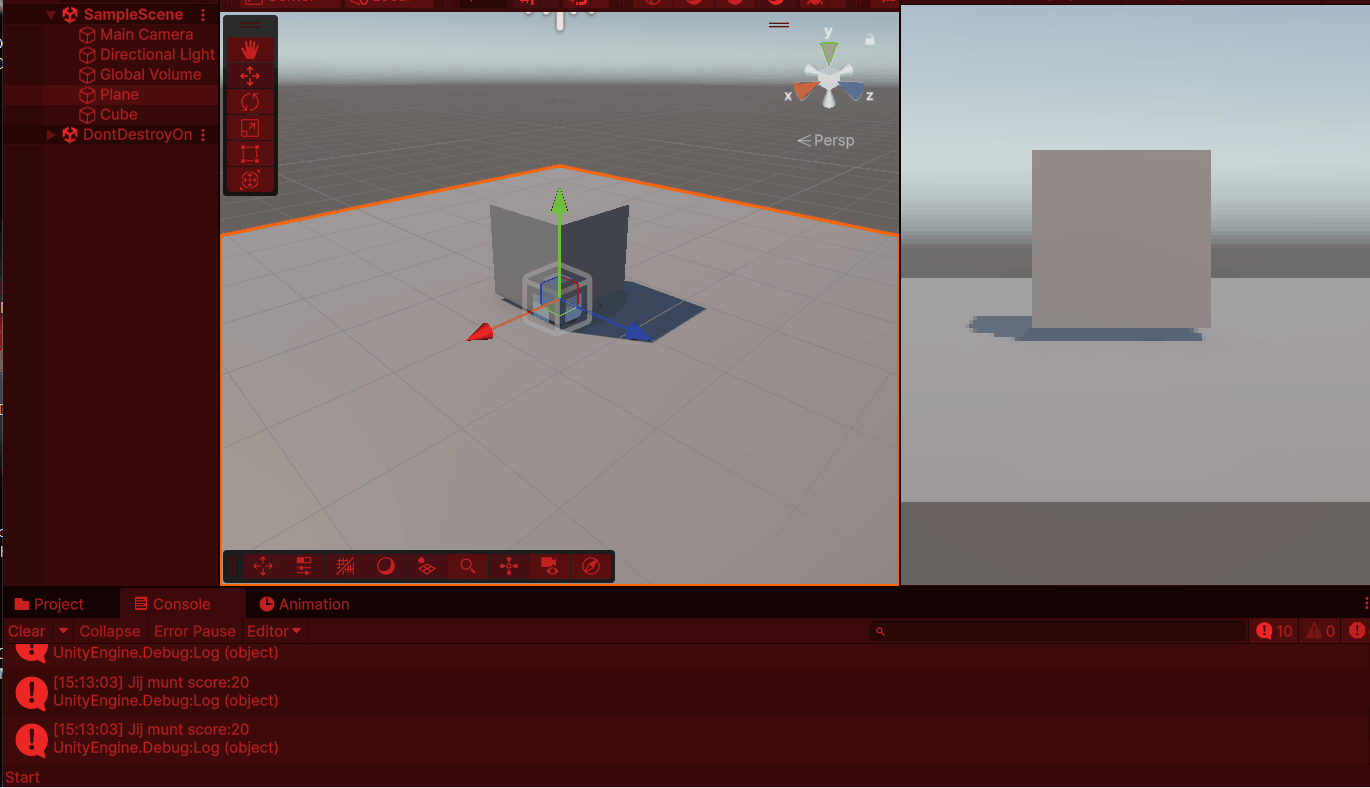 SampleScene
Main Camera
Directional Light
Global Volume
Plane
Cube
DontDestroyOn
y
x
z
Persp
Project
Console
Animation
Clear
Collapse
Error Pause
Editor
10
0
UnityEngine.Debug:Log (object)
[15:13:03] Jij munt score:20
UnityEngine.Debug:Log (object)
[15:13:03] Jij munt score:20
UnityEngine.Debug:Log (object)
Start